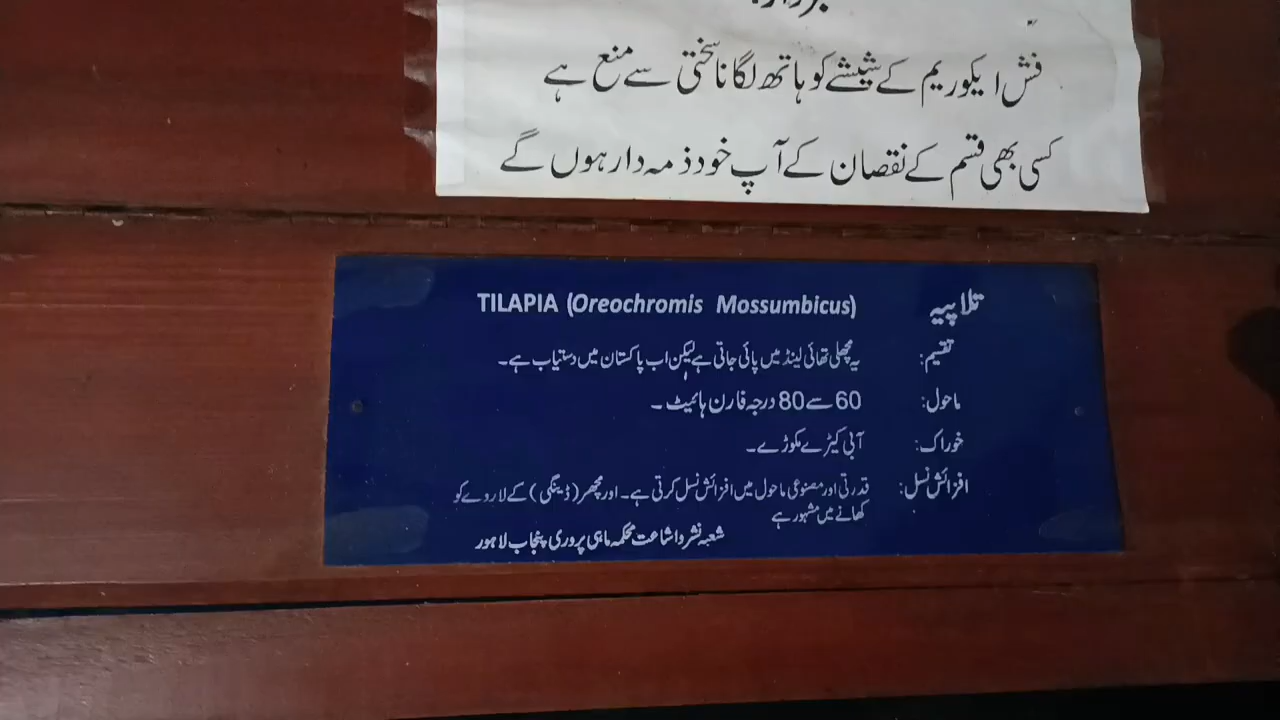 فش ایکوریم کے شیشے کو ہاتھ لگانا سختی سے منع ہے
کسی بھی قسم کے نقصان کے آپ خود ذمہ دار ہوں گے
تلاپیہ TILAPIA (Oreochromis Mossumbicus)
تقسیم: یہ مچھلی تھائی لینڈ میں پائی جاتی ہے لیکن اب پاکستان میں دستیاب ہے۔
ماحول: 60 سے 80 درجہ فارن ہائیٹ ۔
خوراک: آبی کیڑے مکوڑے۔
افزائش نسل: قدرتی اور مصنوعی ماحول میں افزائش نسل کرتی ہے۔ اور مچھر (ڈینگی) کے لاروے کو
کھانے میں مشہور ہے
شعبہ نشر و اشاعت محکمہ ماہی پروری پنجاب لاہور